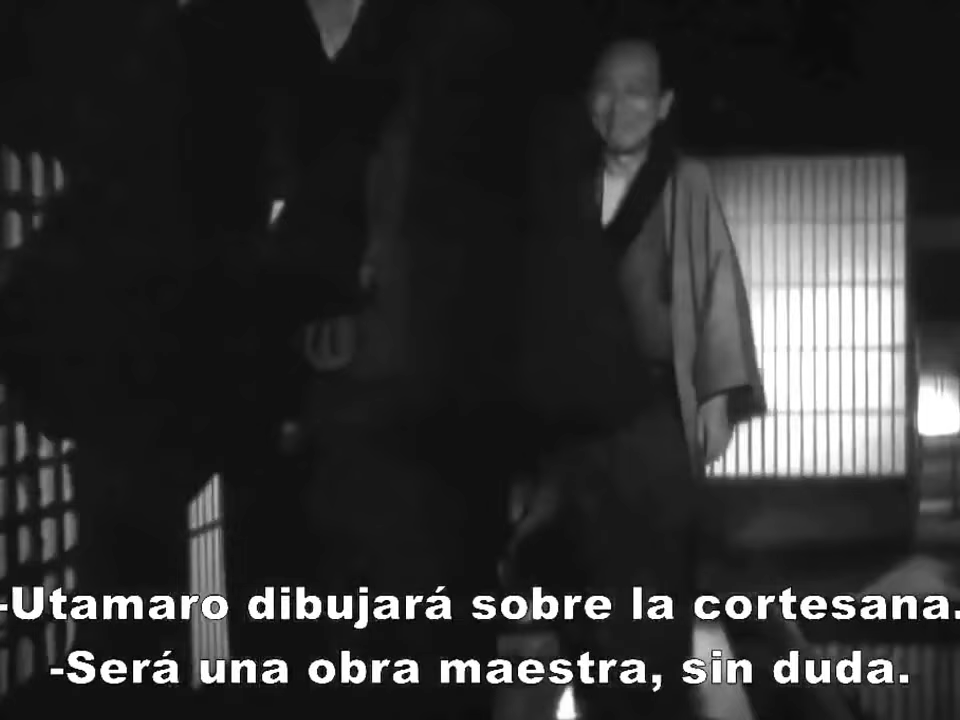 -Utamaro dibujará sobre la cortesana.
-Será una obra maestra, sin duda.